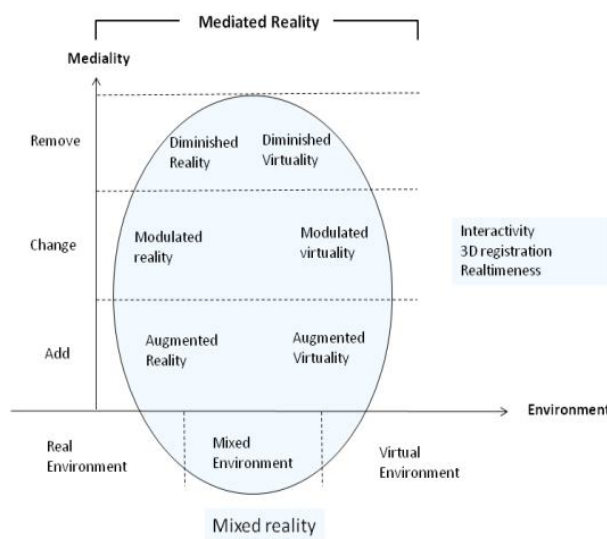 Mediated Reality
Mediality
Remove
Diminished
Reality
Diminished
Virtuality
Change
Modulated
reality
Modulated
virtuality
Interactivity
3D registration
Realtimeness
Add
Augmented
Reality
Augmented
Virtuality
Environment
Real
Environment
Mixed
Environment
Virtual
Environment
Mixed reality